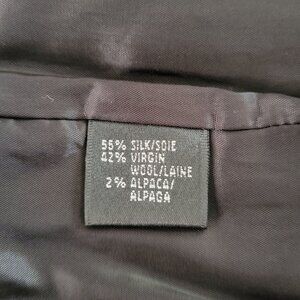 56% SILK/SOIE
42% VIRGIN
WOOL/LAINE
2% ALPACA/
ALPAGA